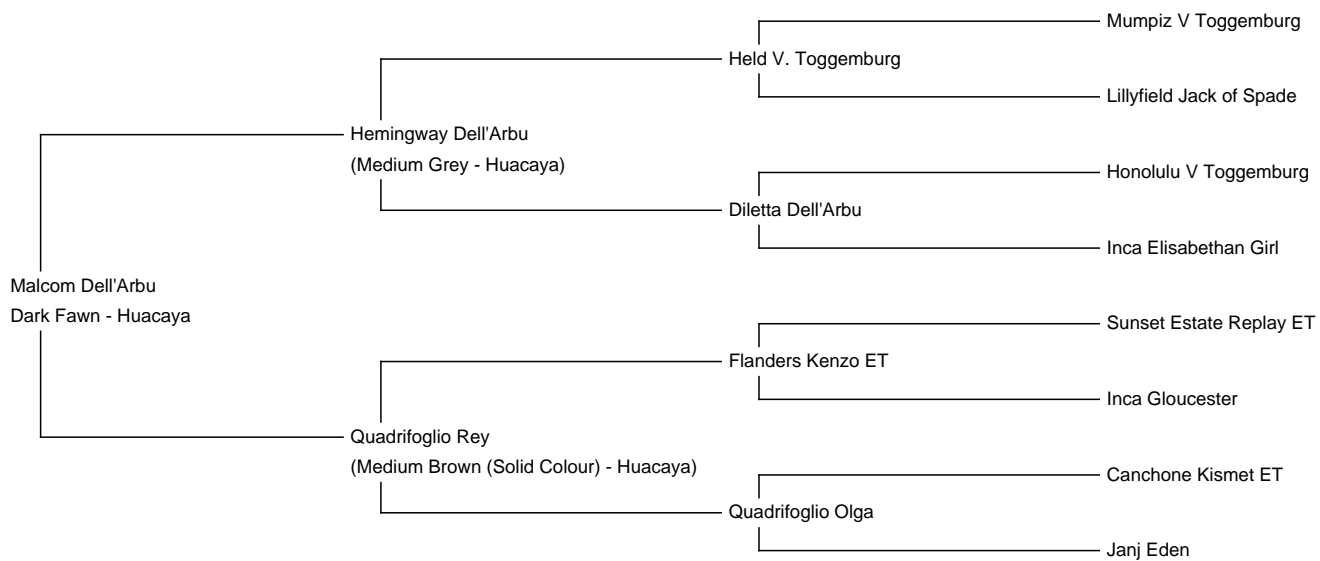 Mumpiz V Toggemburg
Held V. Toggemburg
Lillyfield Jack of Spade
Hemingway Dell'Arbu
(Medium Grey - Huacaya)
Honolulu V Toggemburg
Diletta Dell'Arbu
Inca Elisabethan Girl
Malcom Dell'Arbu
Dark Fawn - Huacaya
Sunset Estate Replay ET
Flanders Kenzo ET
Inca Gloucester
Quadrifoglio Rey
(Medium Brown (Solid Colour) - Huacaya)
Canchone Kismet ET
Quadrifoglio Olga
Janj Eden